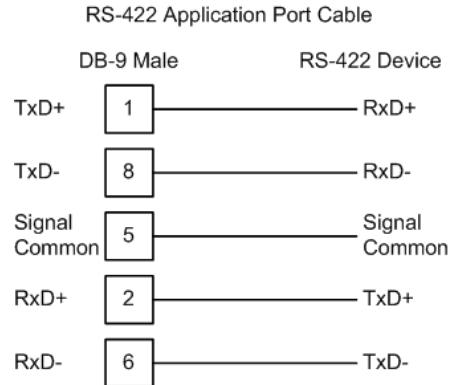 RS-422 Application Port Cable
DB-9 Male RS-422 Device
TxD+ 1 RxD+
TxD- 8 RxD-
Signal Common 5 Signal Common
RxD+ 2 TxD+
RxD- 6 TxD-